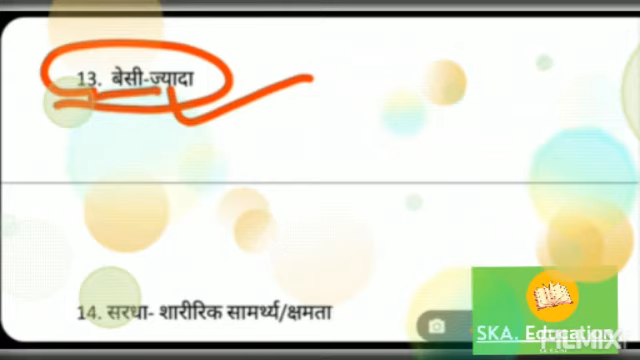 13. बेसी-ज्यादा
14. सरधा- शारीरिक सामर्थ्य/क्षमता
SKA. Education